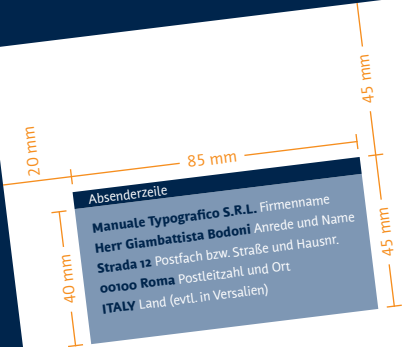 45 mm
20 mm
85 mm
Absenderzeile
Manuale Typografico S.R.L. Firmenname
Herr Giambattista Bodoni Anrede und Name
Strada 12 Postfach bzw. Straße und Hausnr.
00100 Roma Postleitzahl und Ort
ITALY Land (evtl. in Versalien)
40 mm
45 mm